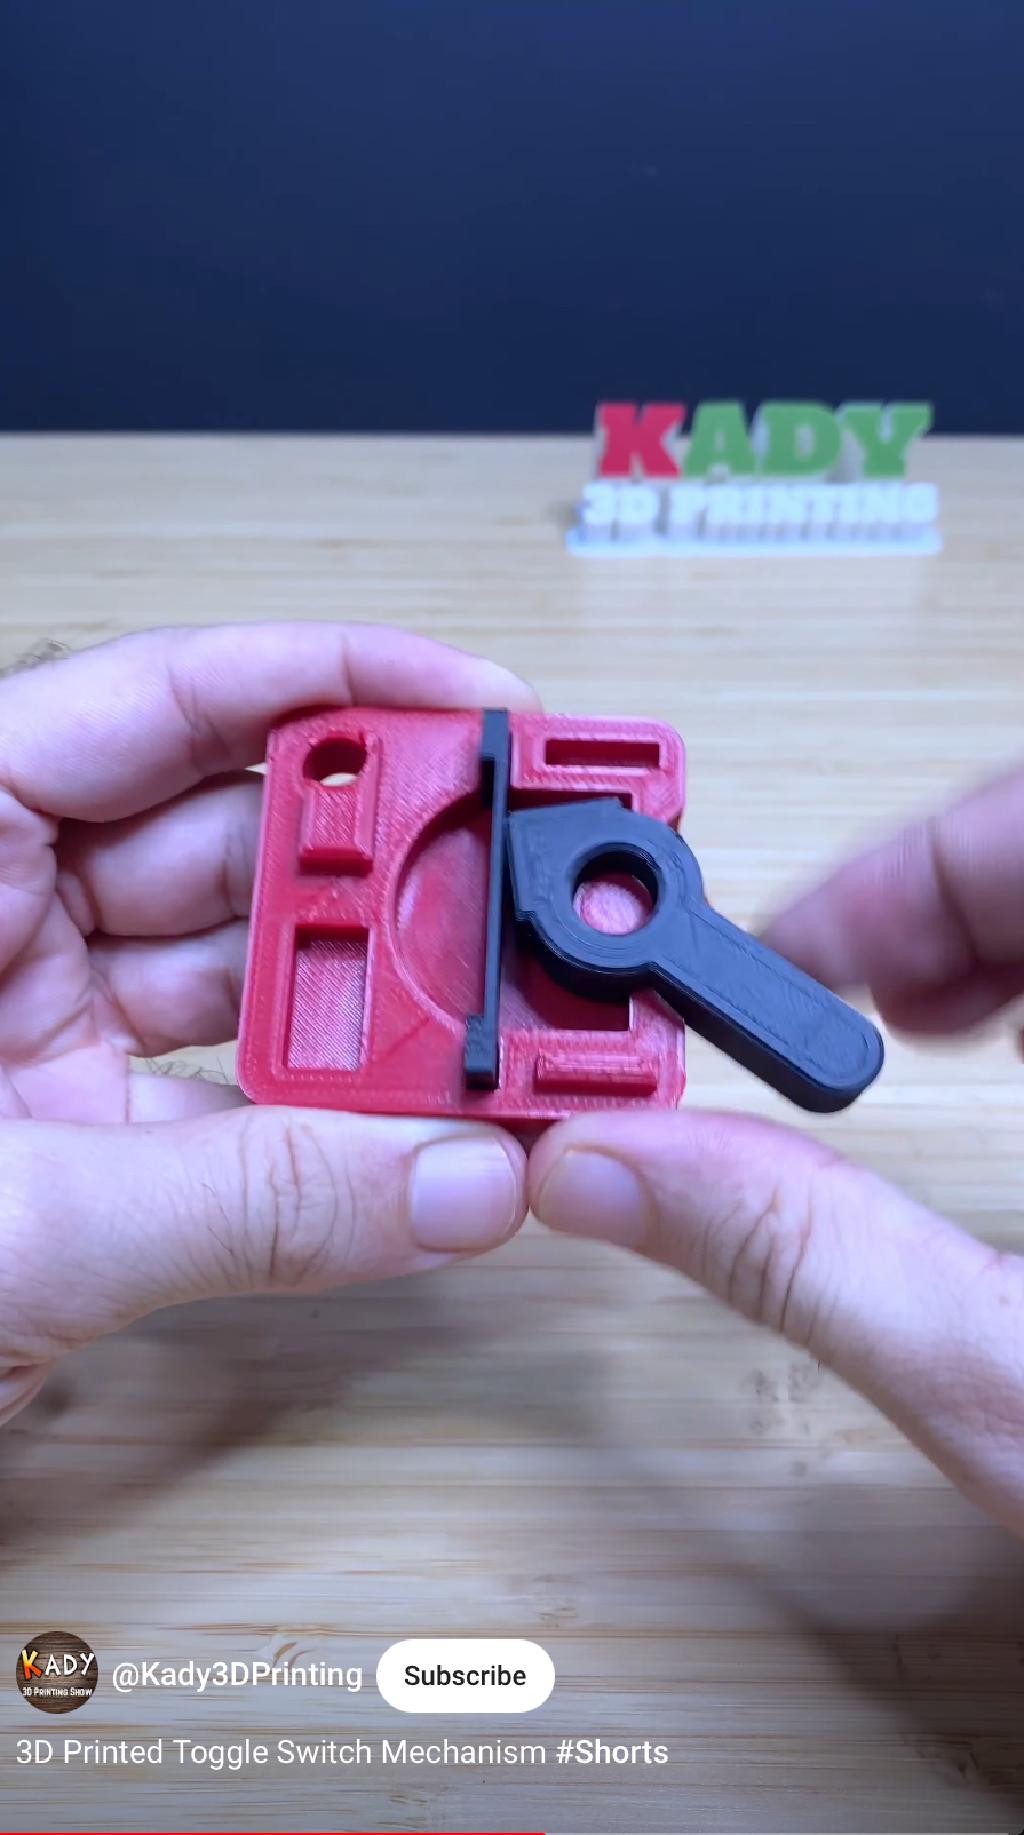 KADY
3D PRINTING
KADY
3D PRINTING SHOW
@Kady3DPrinting
Subscribe
3D Printed Toggle Switch Mechanism #Shorts